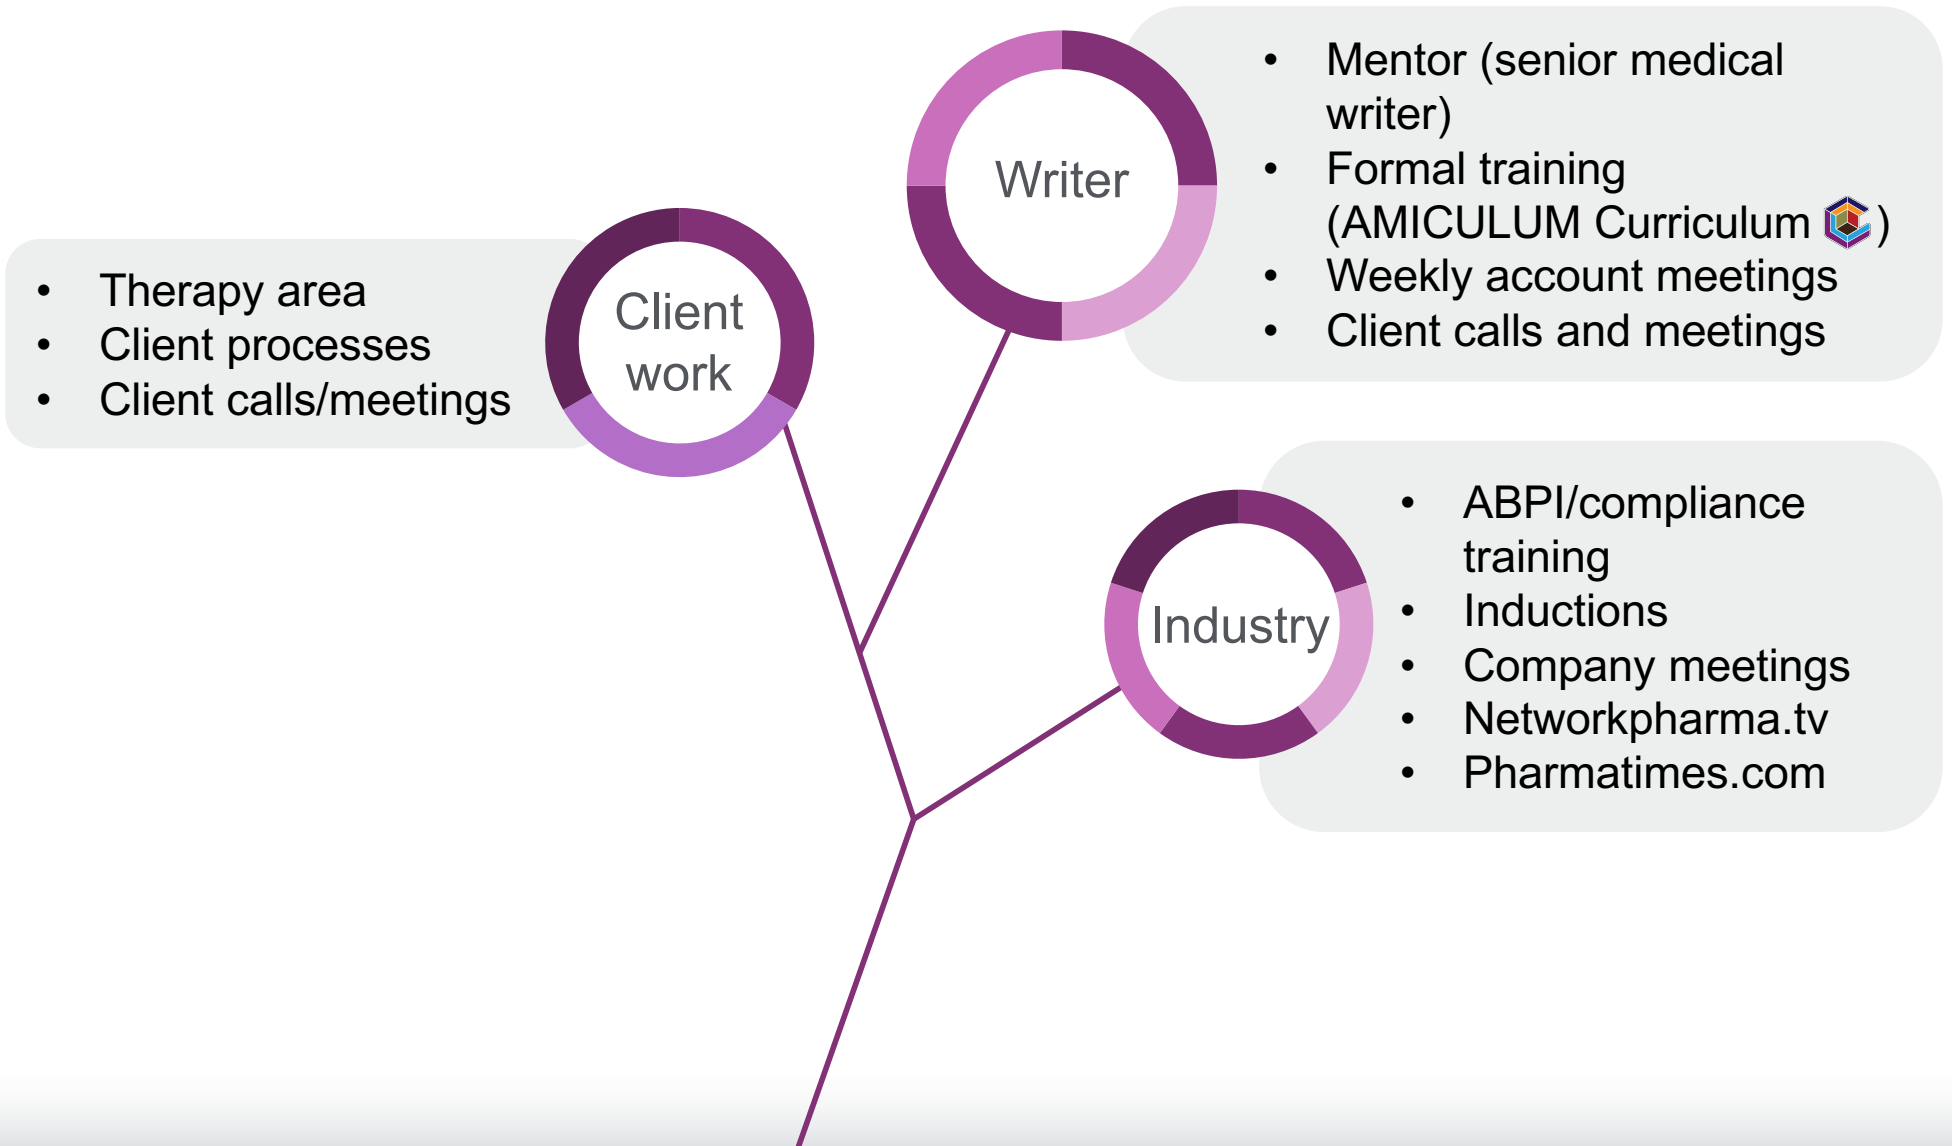 Writer
• Mentor (senior medical
writer)
• Formal training
(AMICULUM Curriculum )
• Weekly account meetings
• Client calls and meetings
Client
work
• Therapy area
• Client processes
• Client calls/meetings
Industry
• ABPI/compliance
training
• Inductions
• Company meetings
• Networkpharma.tv
• Pharmatimes.com